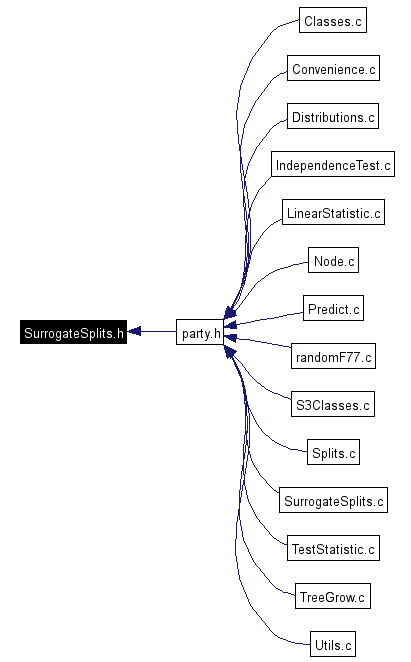 Classes.c
Convenience.c
Distributions.c
IndependenceTest.c
LinearStatistic.c
Node.c
Predict.c
SurrogateSplits.h
party.h
randomF77.c
S3Classes.c
Splits.c
SurrogateSplits.c
TestStatistic.c
TreeGrow.c
Utils.c